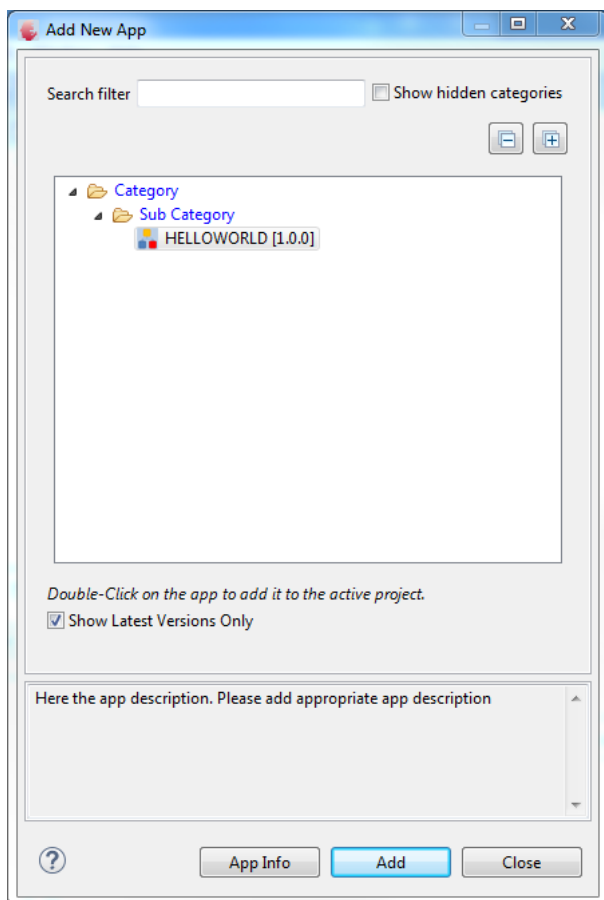 Add New App
Search filter
Show hidden categories
Category
Sub Category
HELLOWORLD [1.0.0]
Double-Click on the app to add it to the active project.
Show Latest Versions Only
Here the app description. Please add appropriate app description
App Info Add Close